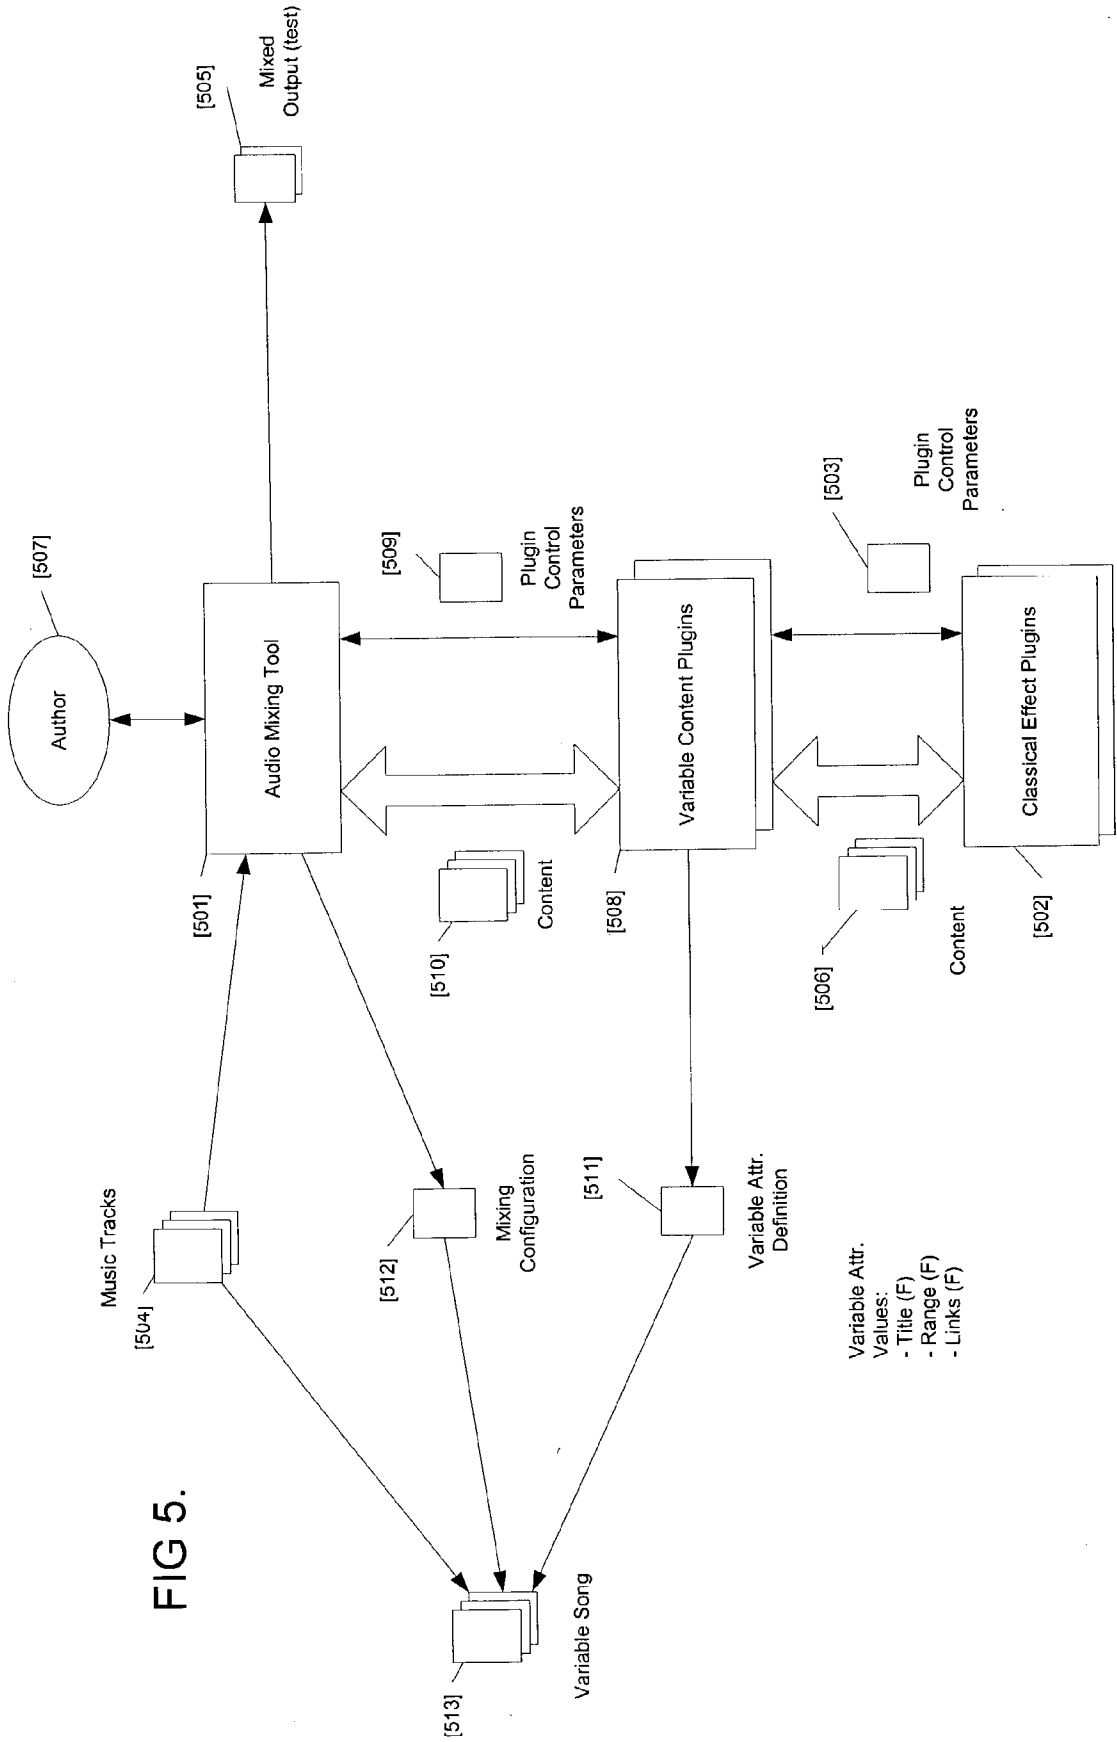 FIG 5.
[507]
Author
[505]
Mixed
Output (test)
Music Tracks
[504]
[501]
Audio Mixing Tool
[512]
Mixing
Configuration
[510]
Content
[509]
Plugin
Control
Parameters
[513]
Variable Song
[511]
Variable Attr.
Definition
[508]
Variable Content Plugins
Variable Attr.
Values:
- Title (F)
- Range (F)
- Links (F)
[506]
Content
[503]
Plugin
Control
Parameters
[502]
Classical Effect Plugins